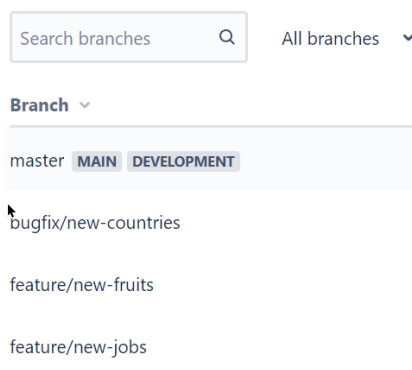 Search branches All branches
Branch
master MAIN DEVELOPMENT
bugfix/new-countries
feature/new-fruits
feature/new-jobs